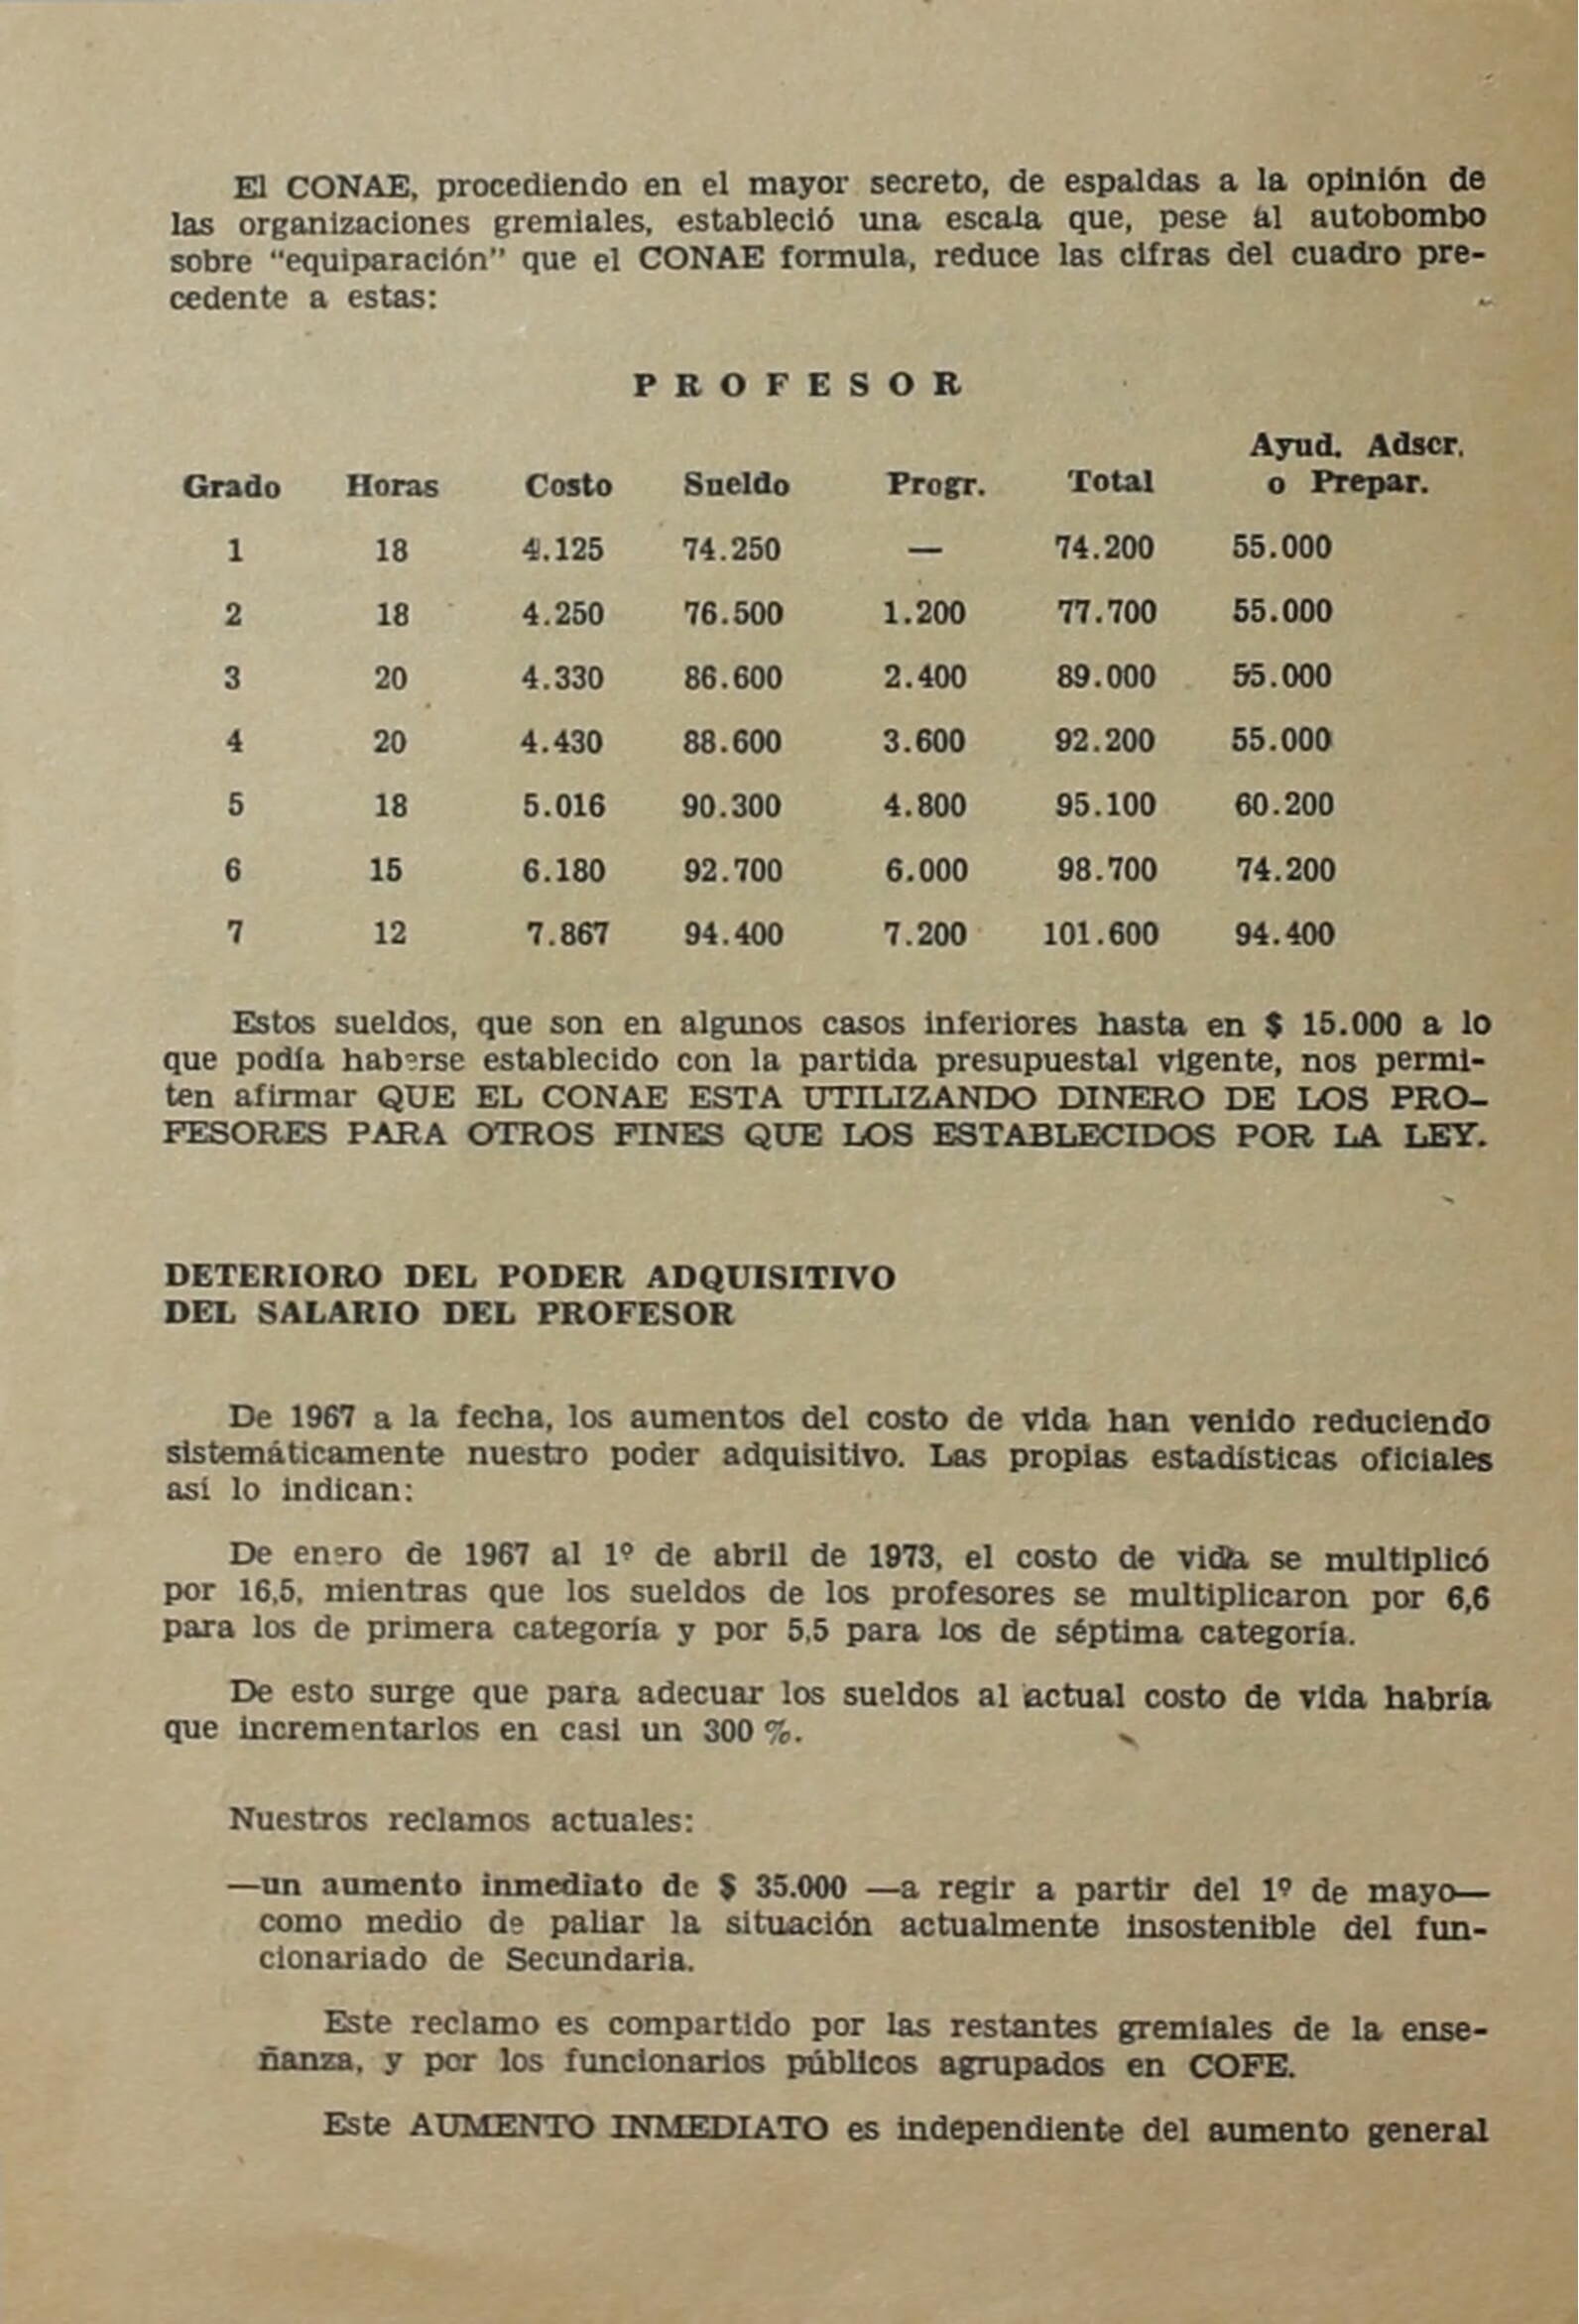 El CONAE, procediendo en el mayor secreto, de espaldas a la opinión de
las organizaciones gremiales, estableció una escala que, pese al autobombo
sobre "equiparación" que el CONAE formula, reduce las cifras del cuadro pre-
cedente a estas:
PROFESOR
Ayud. Adscr.
Grado Horas Costo Sueldo Progr. Total o Prepar.
1 18 4.125 74.250 — 74.200 55.000
2 18 4.250 76.500 1.200 77.700 55.000
3 20 4.330 86.600 2.400 89.000 55.000
4 20 4.430 88.600 3.600 92.200 55.000
5 18 5.016 90.300 4.800 95.100 60.200
6 15 6.180 92.700 6.000 98.700 74.200
7 12 7.867 94.400 7.200 101.600 94.400
Estos sueldos, que son en algunos casos inferiores hasta en $ 15.000 a lo
que podía haberse establecido con la partida presupuestal vigente, nos permi-
ten afirmar QUE EL CONAE ESTA UTILIZANDO DINERO DE LOS PRO-
FESORES PARA OTROS FINES QUE LOS ESTABLECIDOS POR LA LEY.
DETERIORO DEL PODER ADQUISITIVO
DEL SALARIO DEL PROFESOR
De 1967 a la fecha, los aumentos del costo de vida han venido reduciendo
sistemáticamente nuestro poder adquisitivo. Las propias estadísticas oficiales
así lo indican:
De enero de 1967 al 1º de abril de 1973, el costo de vida se multiplicó
por 16,5, mientras que los sueldos de los profesores se multiplicaron por 6,6
para los de primera categoría y por 5,5 para los de séptima categoría.
De esto surge que para adecuar los sueldos al actual costo de vida habría
que incrementarlos en casi un 300 %.
Nuestros reclamos actuales:
—un aumento inmediato de $ 35.000 —a regir a partir del 1º de mayo—
como medio de paliar la situación actualmente insostenible del fun-
cionariado de Secundaria.
Este reclamo es compartido por las restantes gremiales de la ense-
ñanza, y por los funcionarios públicos agrupados en COFE.
Este AUMENTO INMEDIATO es independiente del aumento general